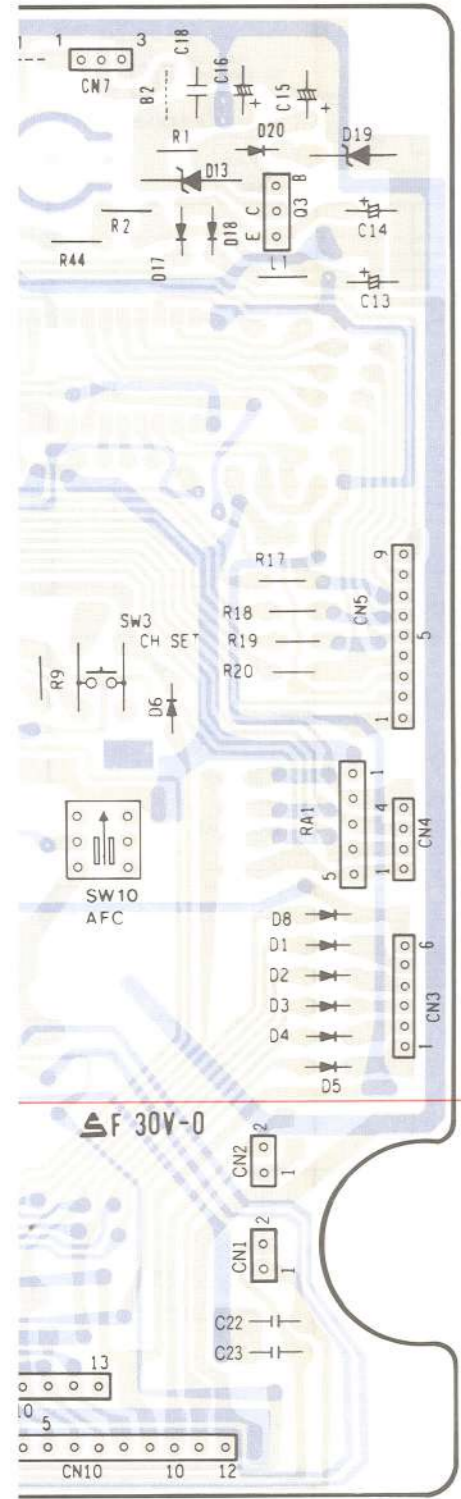 1 3
CN7
B2
C18
C16
C15
R1
D20
D19
D13
R2
D17
D18
E C B
Q3
C14
R44
L1
C13
R17
R18
R19
R20
9
CN5
5
1
SW3
CH SET
R9
D6
1
RA1
5
4
CN4
1
SW10
AFC
D8
D1
D2
D3
D4
D5
6
CN3
1
F 30V-0
CN2
2
1
CN1
2
1
C22
C23
13
10
5
CN10 10 12